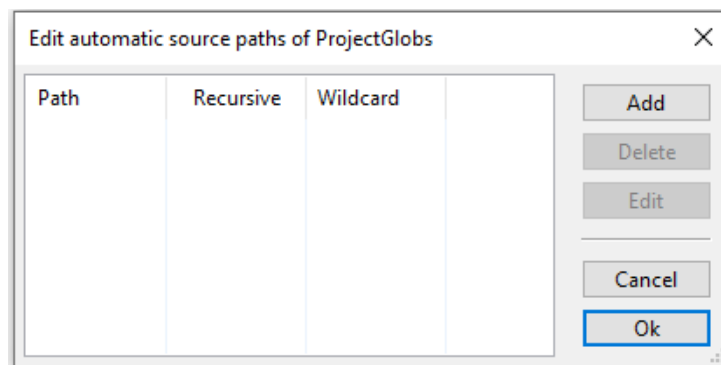 Edit automatic source paths of ProjectGlobs
Path Recursive Wildcard
Add
Delete
Edit
Cancel
Ok